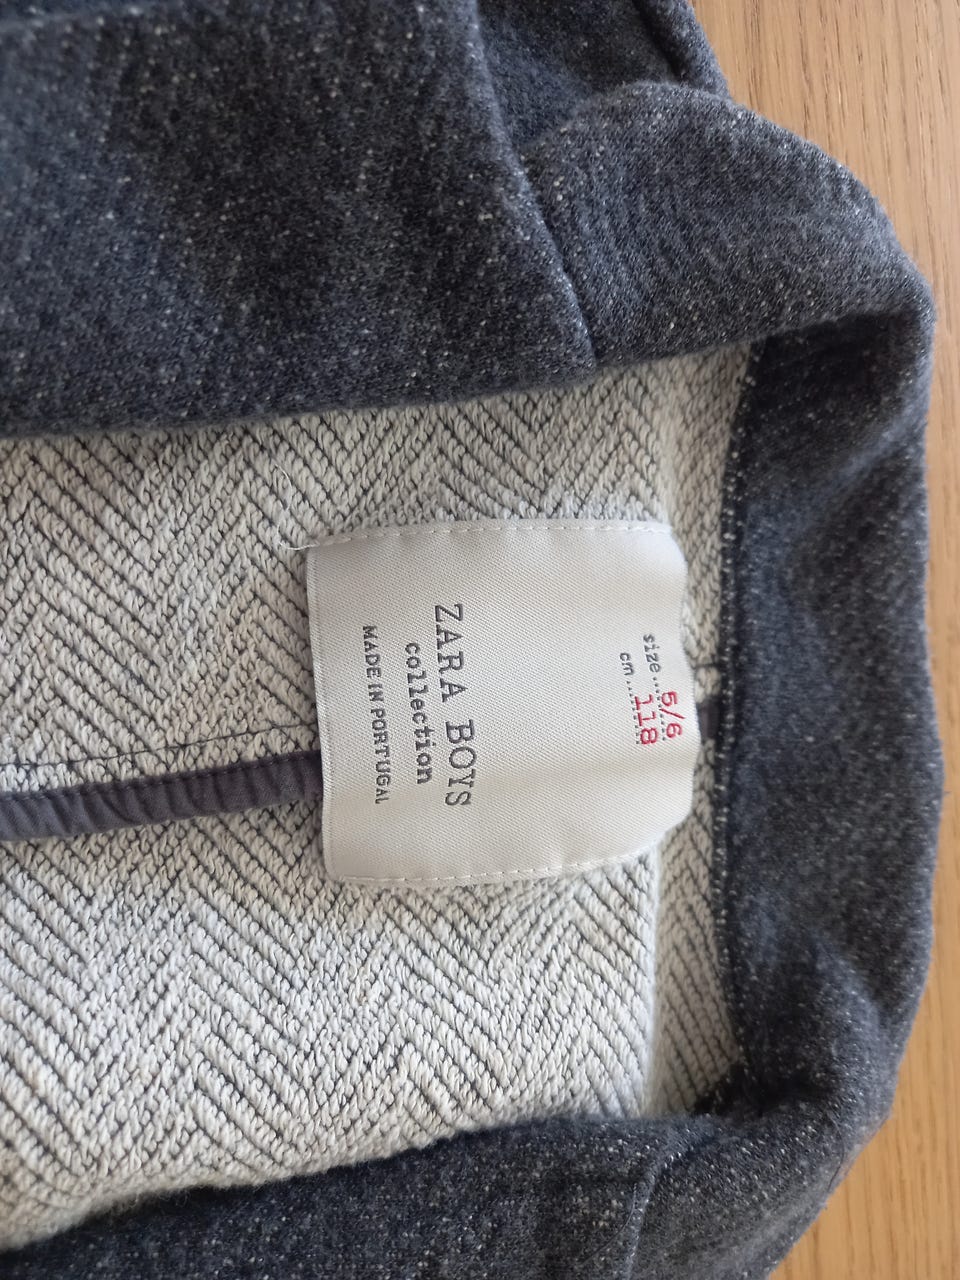 size.....5/6
cm.......118
ZARA BOYS
collection
MADE IN PORTUGAL